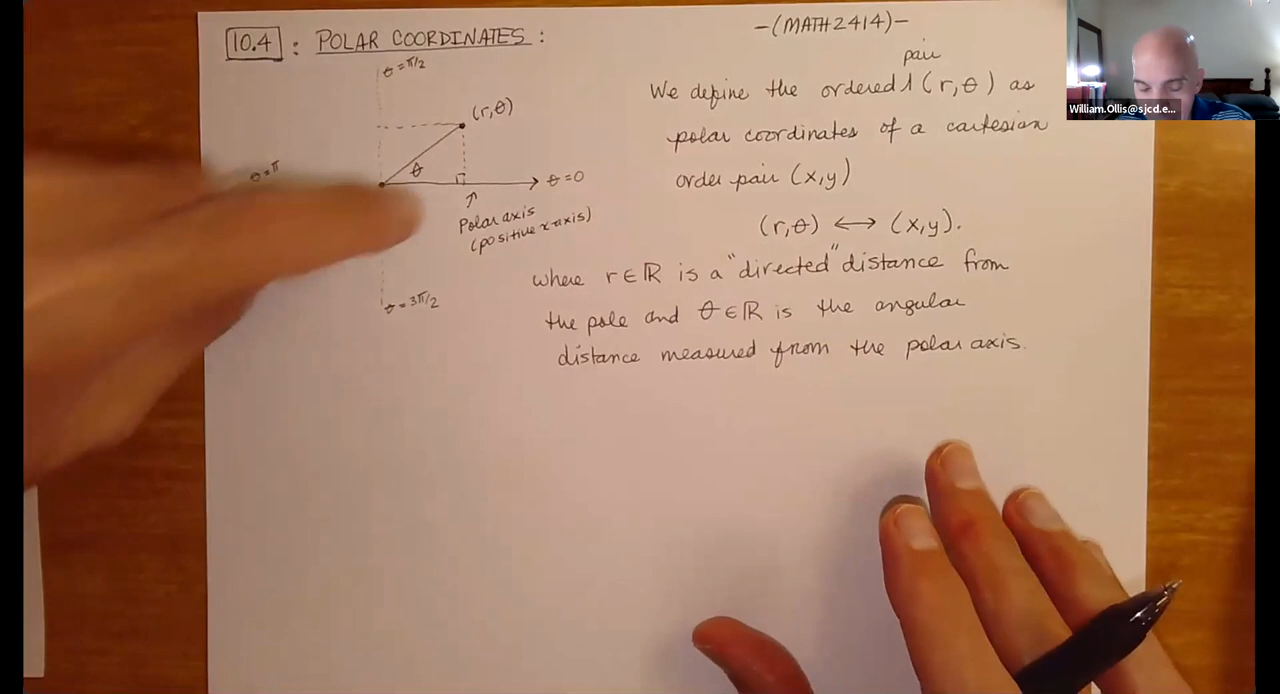 10.4 : POLAR COORDINATES :
-(MATH2414)-
θ = π/2
(r,θ)
θ
θ = π
θ = 0
Polar axis
(positive x-axis)
θ = 3π/2
pair
We define the ordered (r,θ) as
polar coordinates of a cartesian
order pair (x,y)
(r,θ) ⟷ (x,y).
where r∈ℝ is a "directed" distance from
the pole and θ∈ℝ is the angular
distance measured from the polar axis.
William.Ollis@sjcd.e...